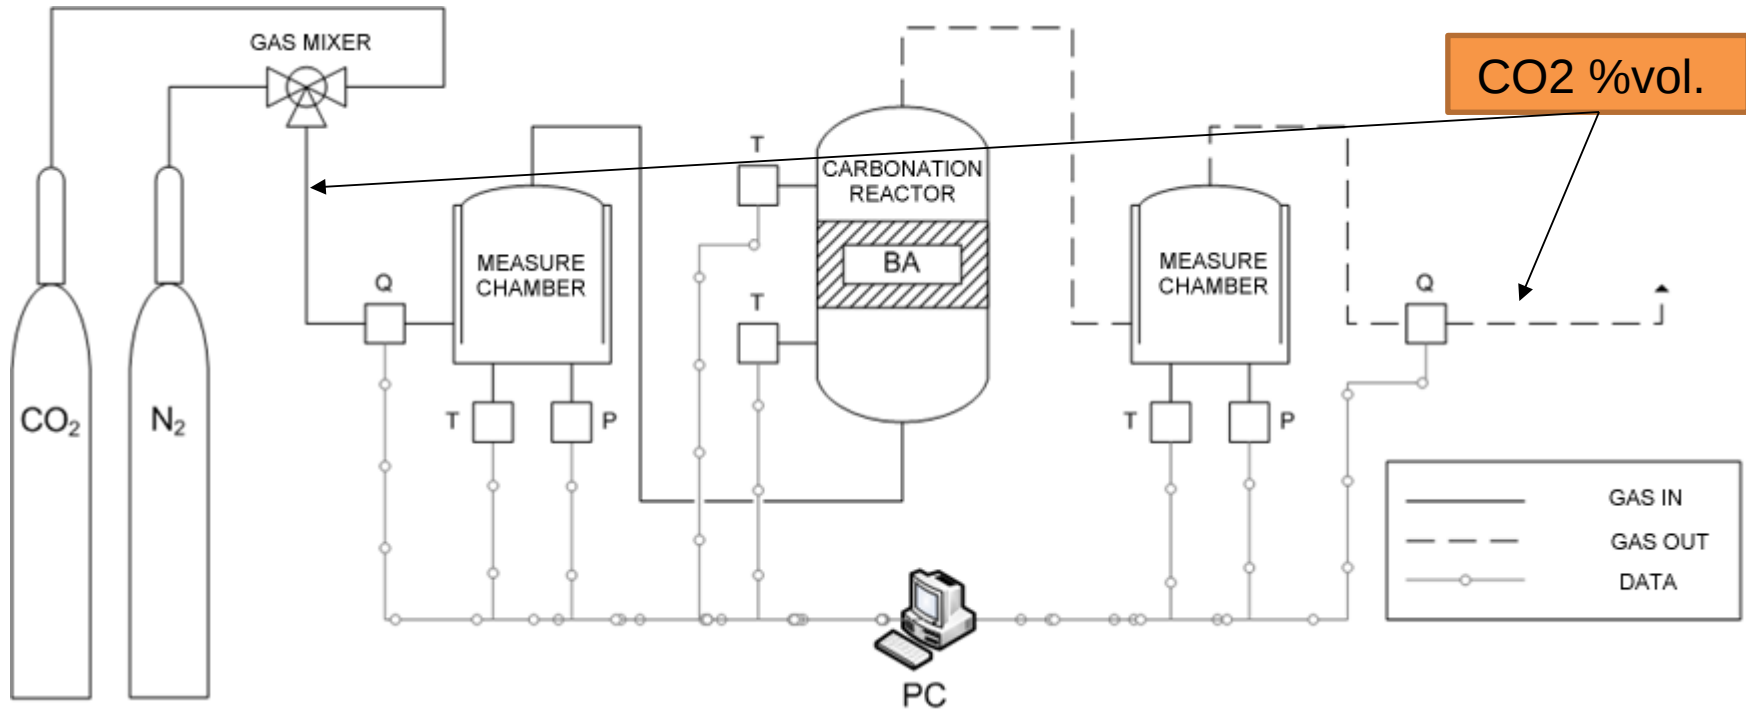 GAS MIXER
CO2 %vol.
T
CARBONATION
REACTOR
MEASURE
CHAMBER
BA
MEASURE
CHAMBER
Q
T
Q
CO₂
N₂
T
P
T
P
GAS IN
GAS OUT
DATA
PC